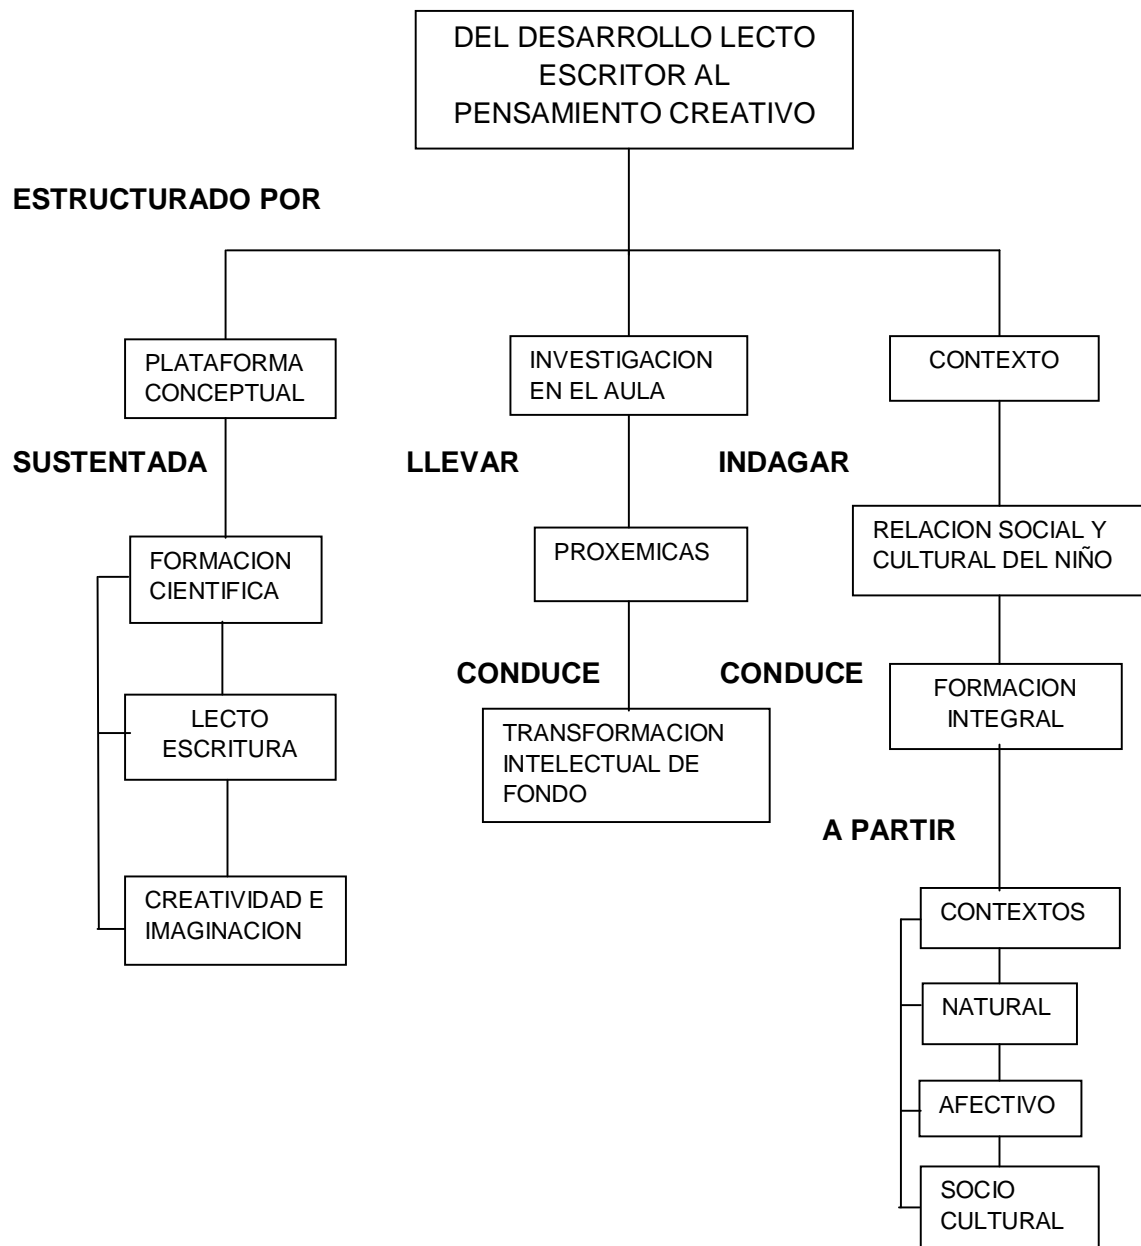 DEL DESARROLLO LECTO
ESCRITOR AL
PENSAMIENTO CREATIVO
ESTRUCTURADO POR
PLATAFORMA
CONCEPTUAL
INVESTIGACION
EN EL AULA
CONTEXTO
SUSTENTADA
LLEVAR
INDAGAR
FORMACION
CIENTIFICA
PROXEMICAS
RELACION SOCIAL Y
CULTURAL DEL NIÑO
CONDUCE
CONDUCE
LECTO
ESCRITURA
TRANSFORMACION
INTELECTUAL DE
FONDO
FORMACION
INTEGRAL
A PARTIR
CREATIVIDAD E
IMAGINACION
CONTEXTOS
NATURAL
AFECTIVO
SOCIO
CULTURAL